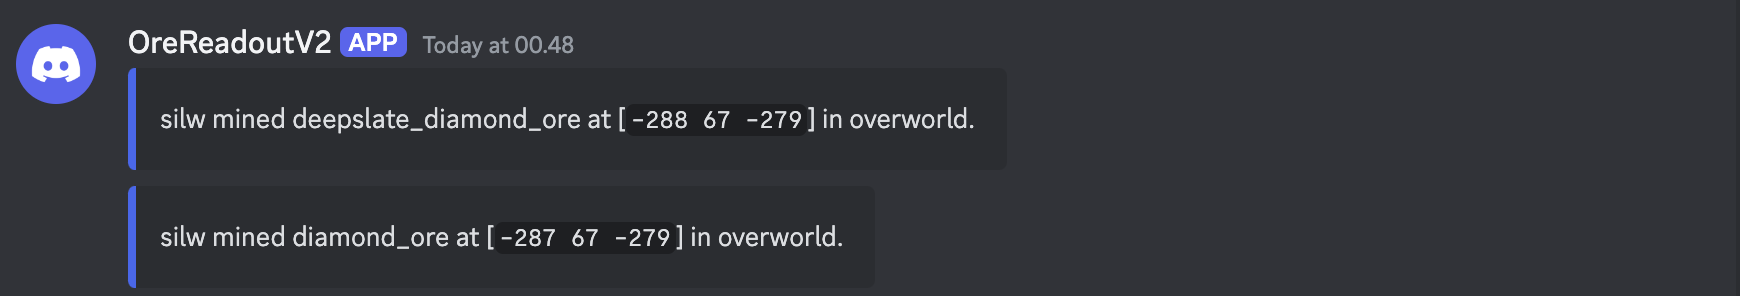 OreReadoutV2 APP Today at 00.48
silw mined deepslate_diamond_ore at [-288 67 -279] in overworld.
silw mined diamond_ore at [-287 67 -279] in overworld.